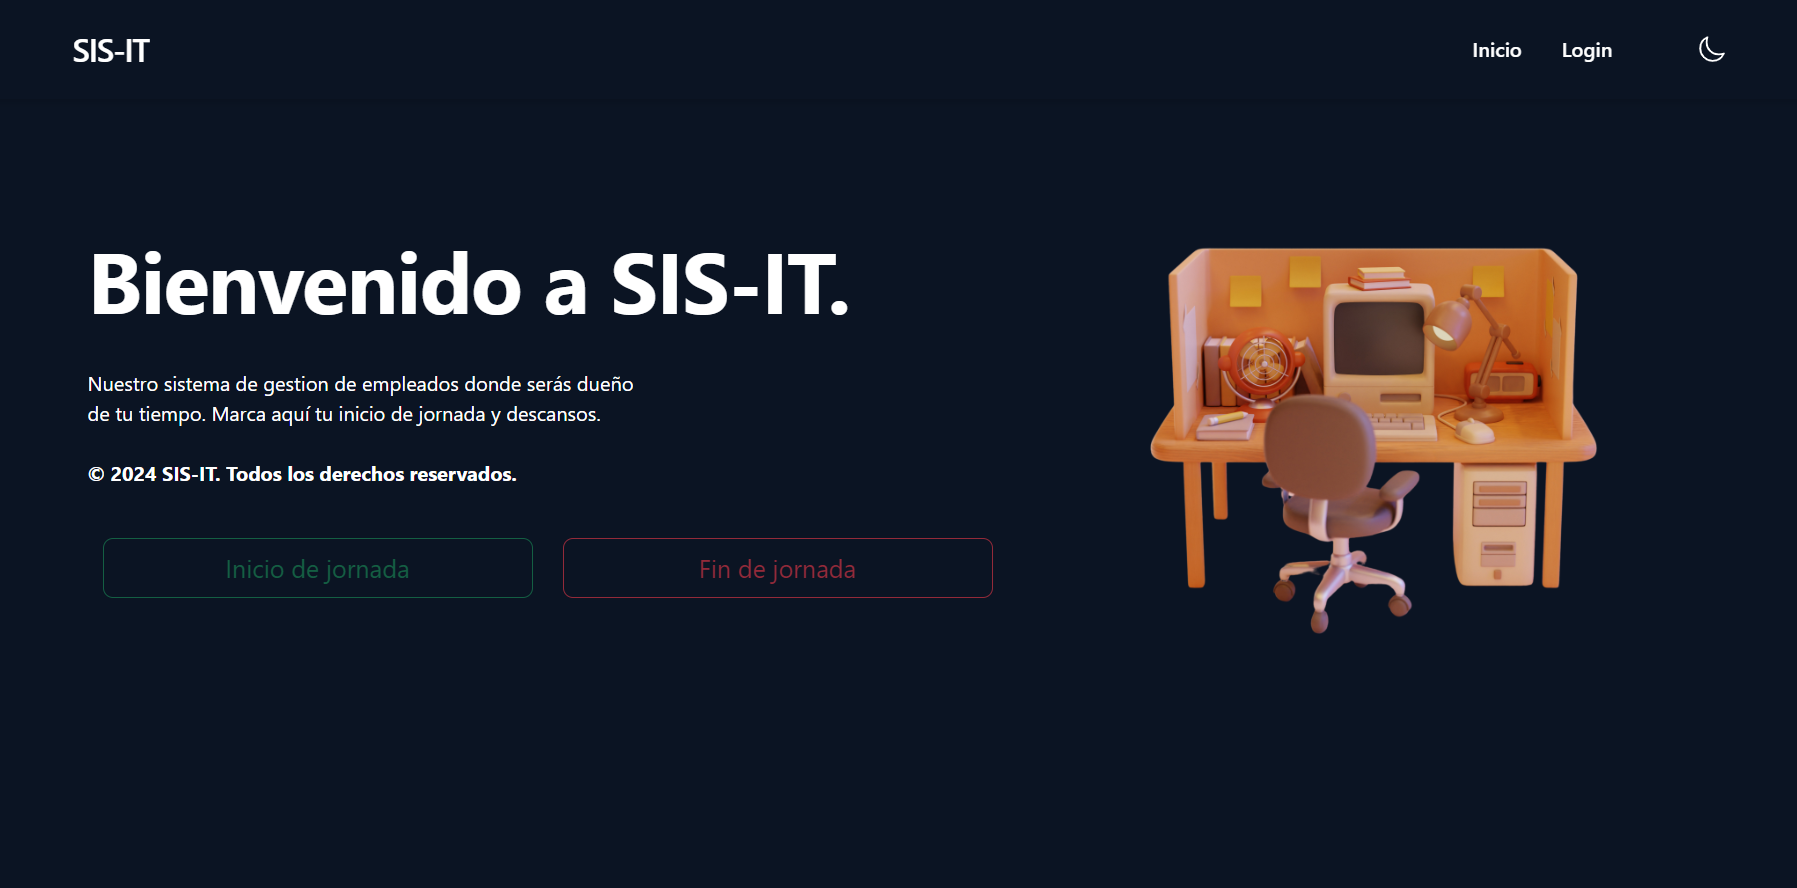 SIS-IT
Inicio
Login
Bienvenido a SIS-IT.
Nuestro sistema de gestion de empleados donde serás dueño
de tu tiempo. Marca aquí tu inicio de jornada y descansos.
© 2024 SIS-IT. Todos los derechos reservados.
Inicio de jornada
Fin de jornada